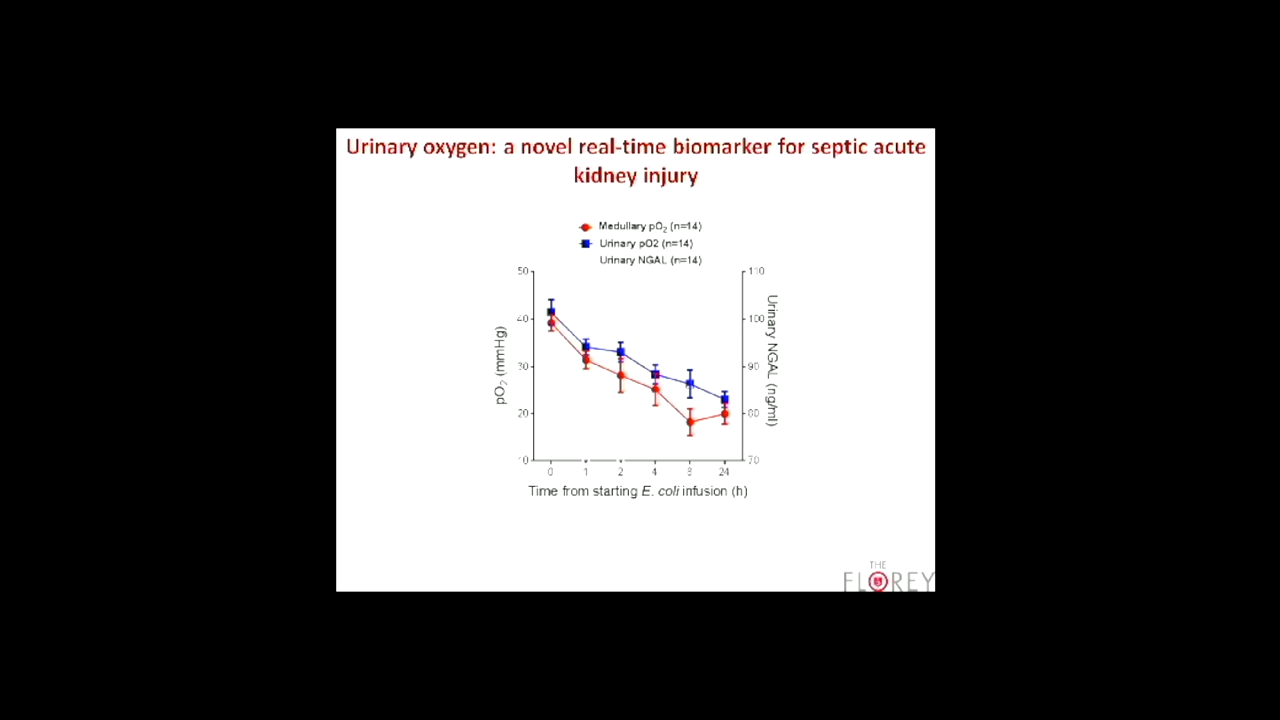 Urinary oxygen: a novel real-time biomarker for septic acute
kidney injury
Medullary pO2 (n=14)
Urinary pO2 (n=14)
Urinary NGAL (n=14)
50
40
30
20
10
pO2 (mmHg)
110
100
90
80
70
Urinary NGAL (ng/ml)
0 1 2 4 8 24
Time from starting E. coli infusion (h)
THE
FLOREY